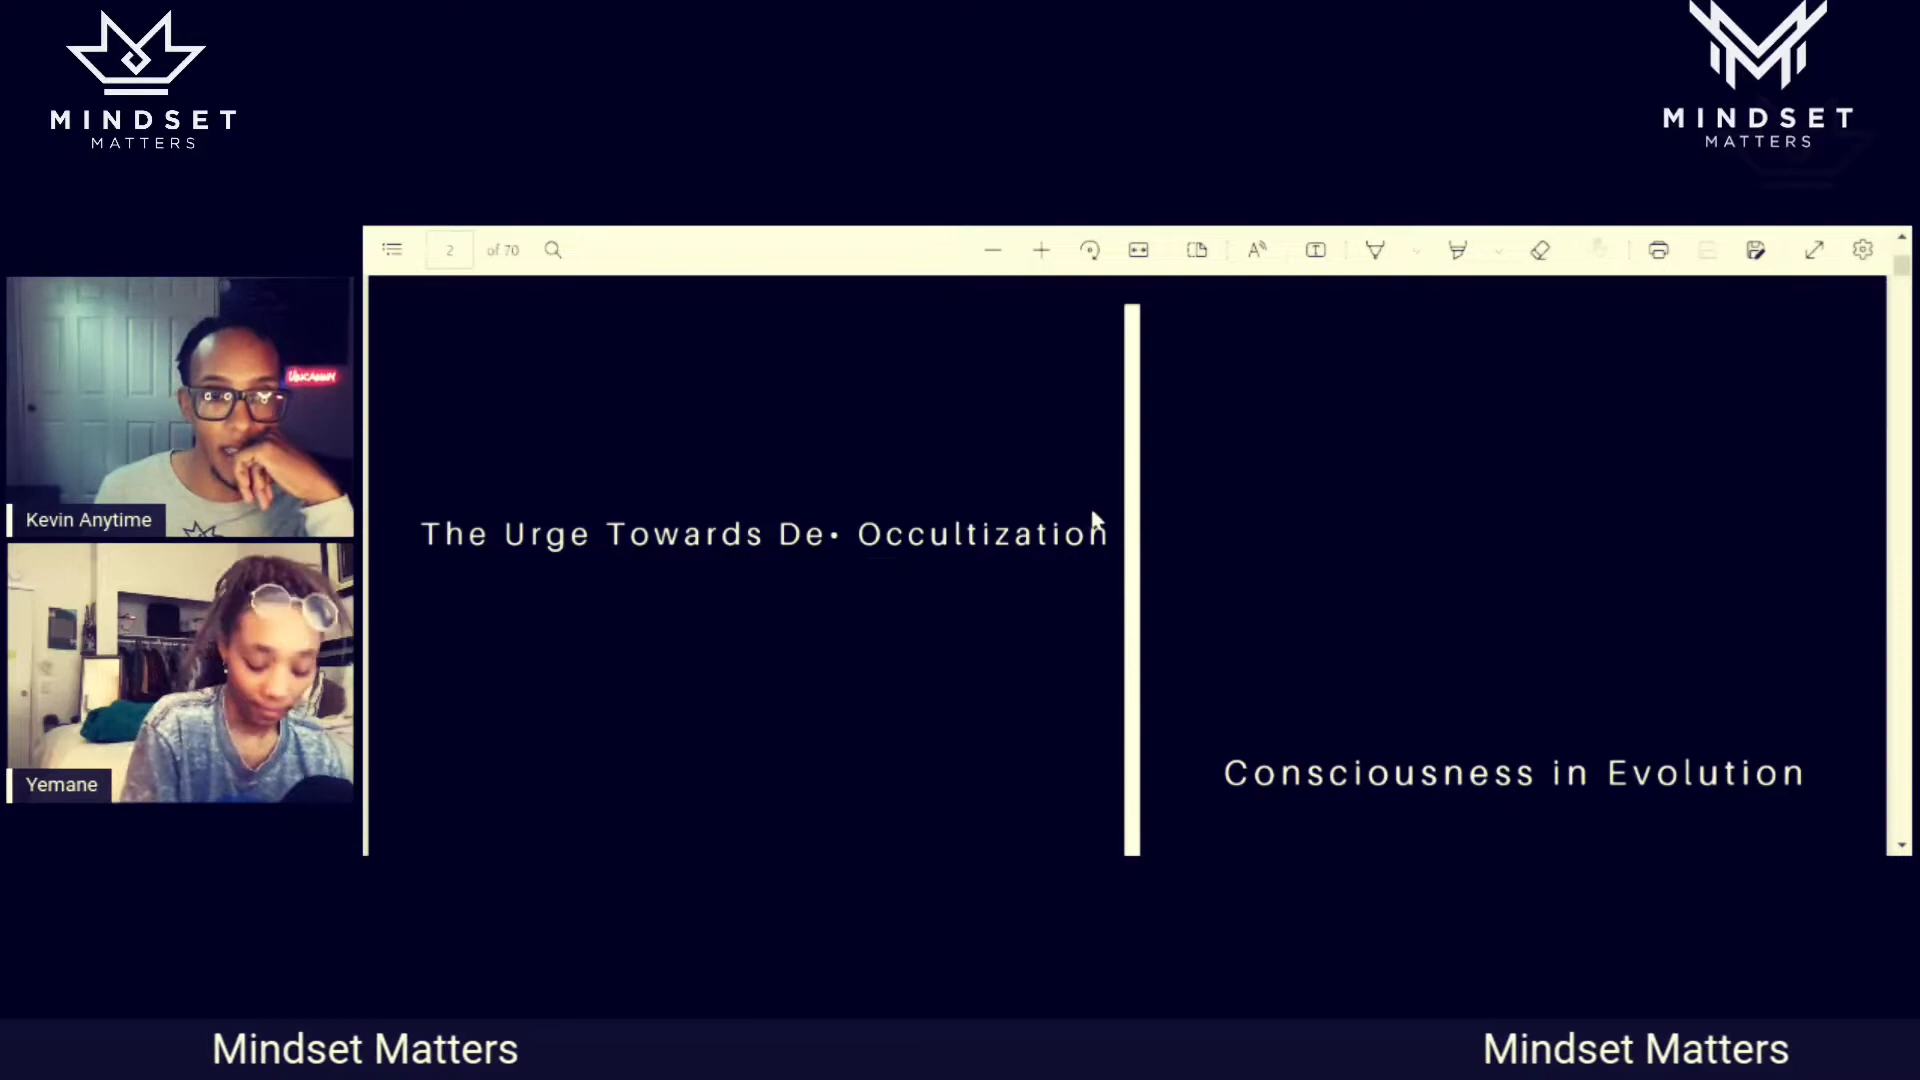 MINDSET
MATTERS
MINDSET
MATTERS
2 of 70
UNCANNY
Kevin Anytime
The Urge Towards De• Occultization
Consciousness in Evolution
Yemane
Mindset Matters
Mindset Matters